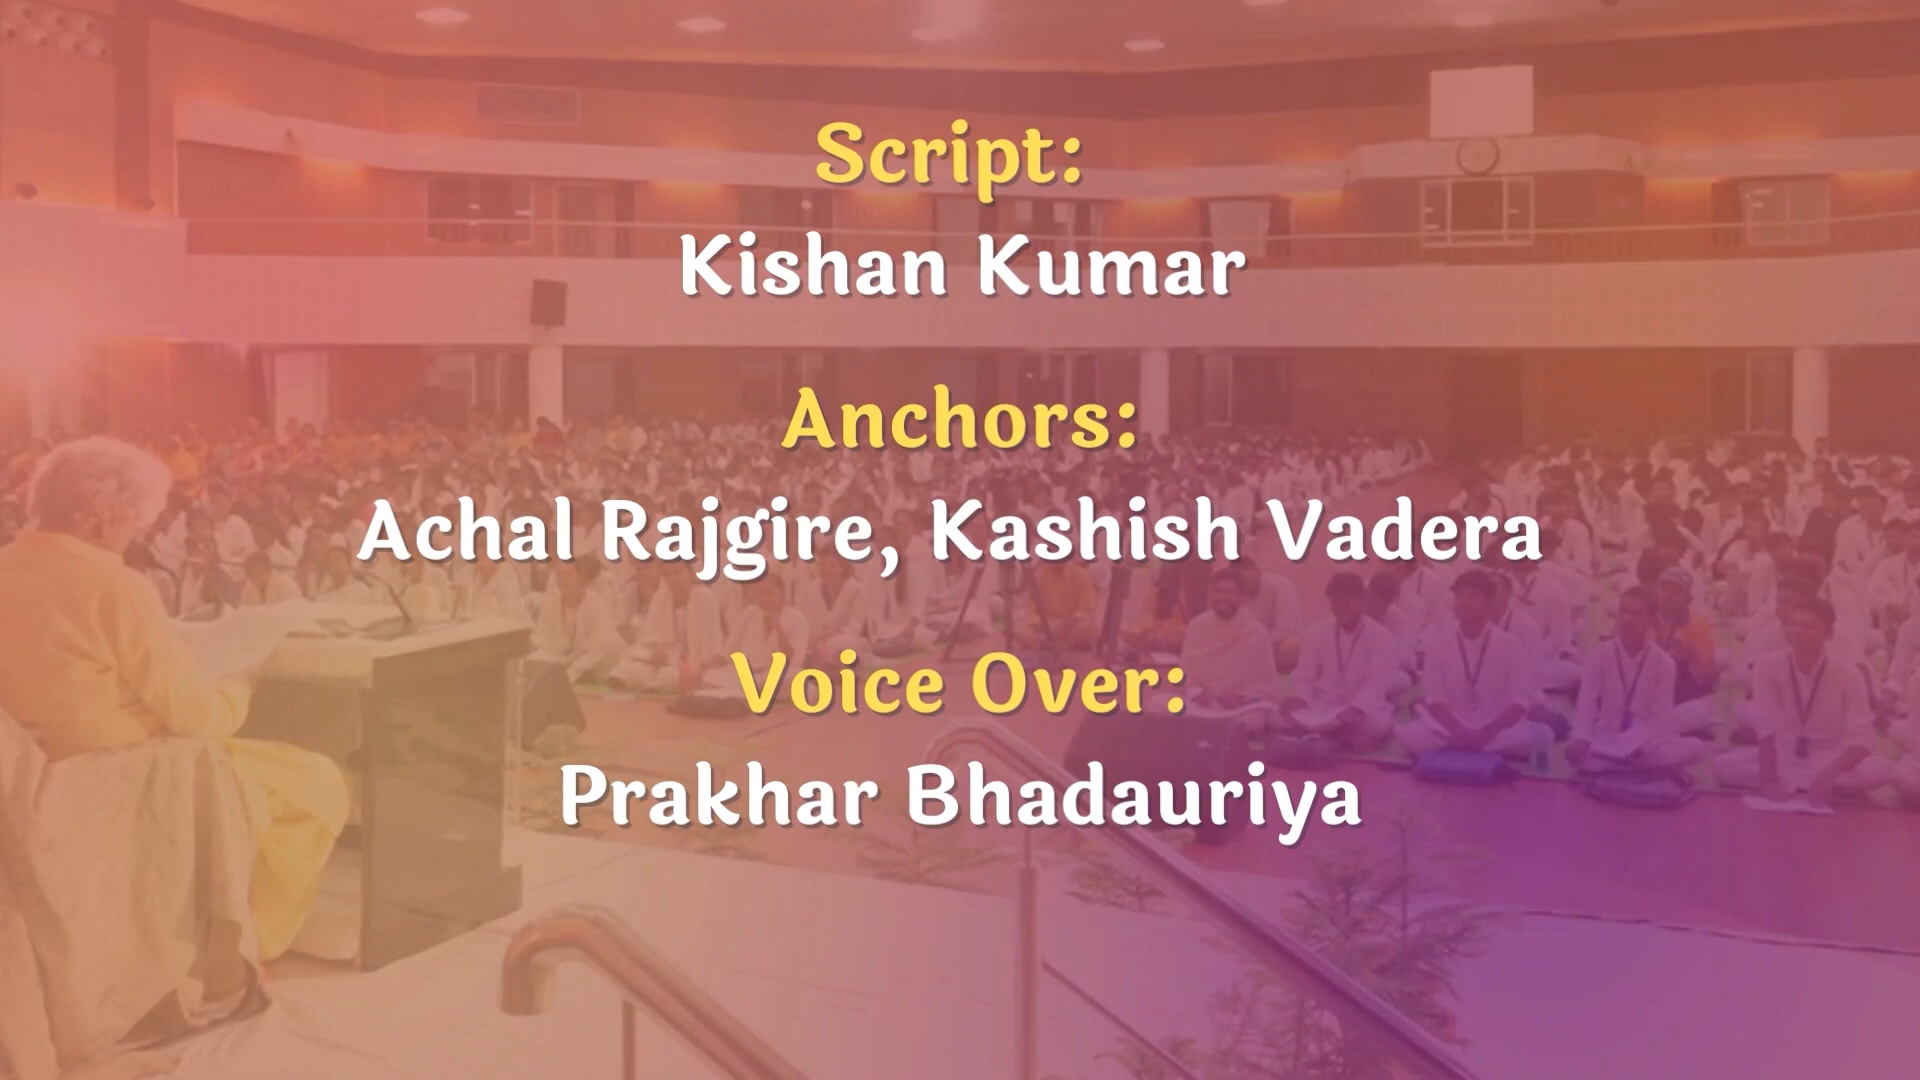 Script:
Kishan Kumar
Anchors:
Achal Rajgire, Kashish Vadera
Voice Over:
Prakhar Bhadauriya